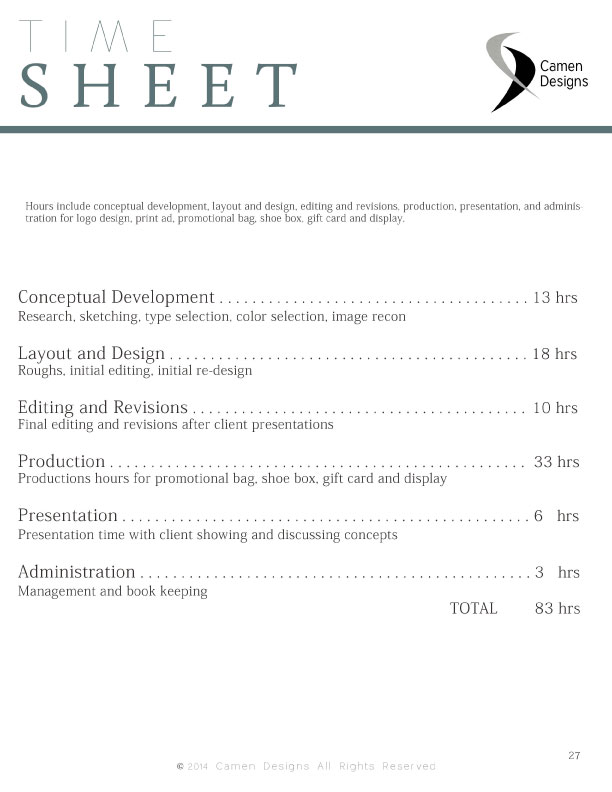 TIME
SHEET
Camen
Designs
Hours include conceptual development, layout and design, editing and revisions, production, presentation, and adminis-
tration for logo design, print ad, promotional bag, shoe box, gift card and display.
Conceptual Development . . . . . . . . . . . . . . . . . . . . . . . . . . . . . . . . . . . . . . 13 hrs
Research, sketching, type selection, color selection, image recon
Layout and Design . . . . . . . . . . . . . . . . . . . . . . . . . . . . . . . . . . . . . . . . . . . . 18 hrs
Roughs, initial editing, initial re-design
Editing and Revisions . . . . . . . . . . . . . . . . . . . . . . . . . . . . . . . . . . . . . . . . . 10 hrs
Final editing and revisions after client presentations
Production . . . . . . . . . . . . . . . . . . . . . . . . . . . . . . . . . . . . . . . . . . . . . . . . . . . 33 hrs
Productions hours for promotional bag, shoe box, gift card and display
Presentation . . . . . . . . . . . . . . . . . . . . . . . . . . . . . . . . . . . . . . . . . . . . . . . . . . 6 hrs
Presentation time with client showing and discussing concepts
Administration . . . . . . . . . . . . . . . . . . . . . . . . . . . . . . . . . . . . . . . . . . . . . . . . 3 hrs
Management and book keeping
TOTAL 83 hrs
27
© 2014 Camen Designs All Rights Reserved